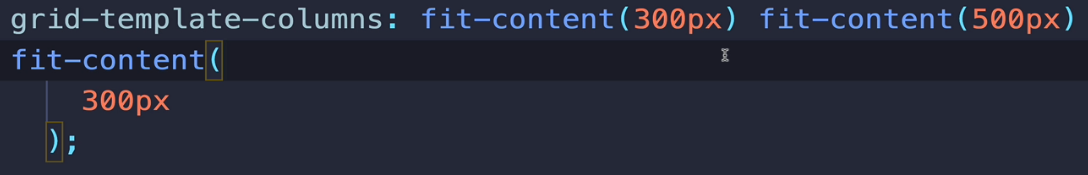 grid-template-columns: fit-content(300px) fit-content(500px)
fit-content(
300px
);